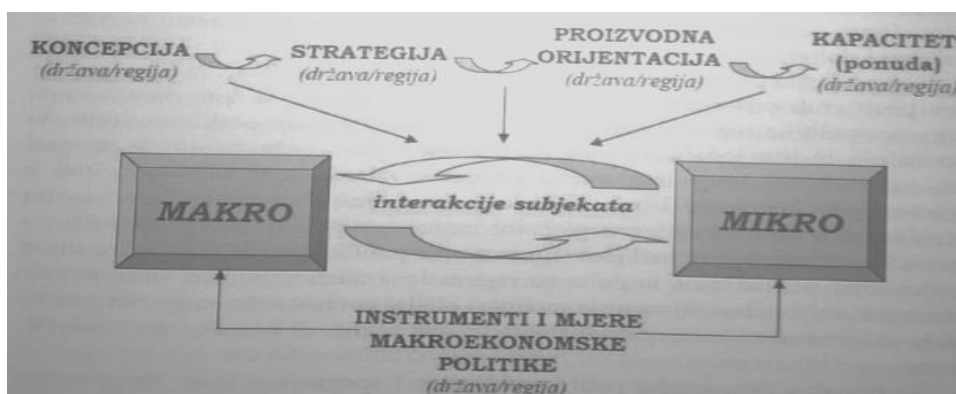 KONCEPCIJA
(država/regija)
STRATEGIJA
(država/regija)
PROIZVODNA
ORIJENTACIJA
(država/regija)
KAPACITET
(ponuda)
(država/regija)
MAKRO
interakcije subjekata
MIKRO
INSTRUMENTI I MJERE
MAKROEKONOMSKE
POLITIKE
(država/regija)